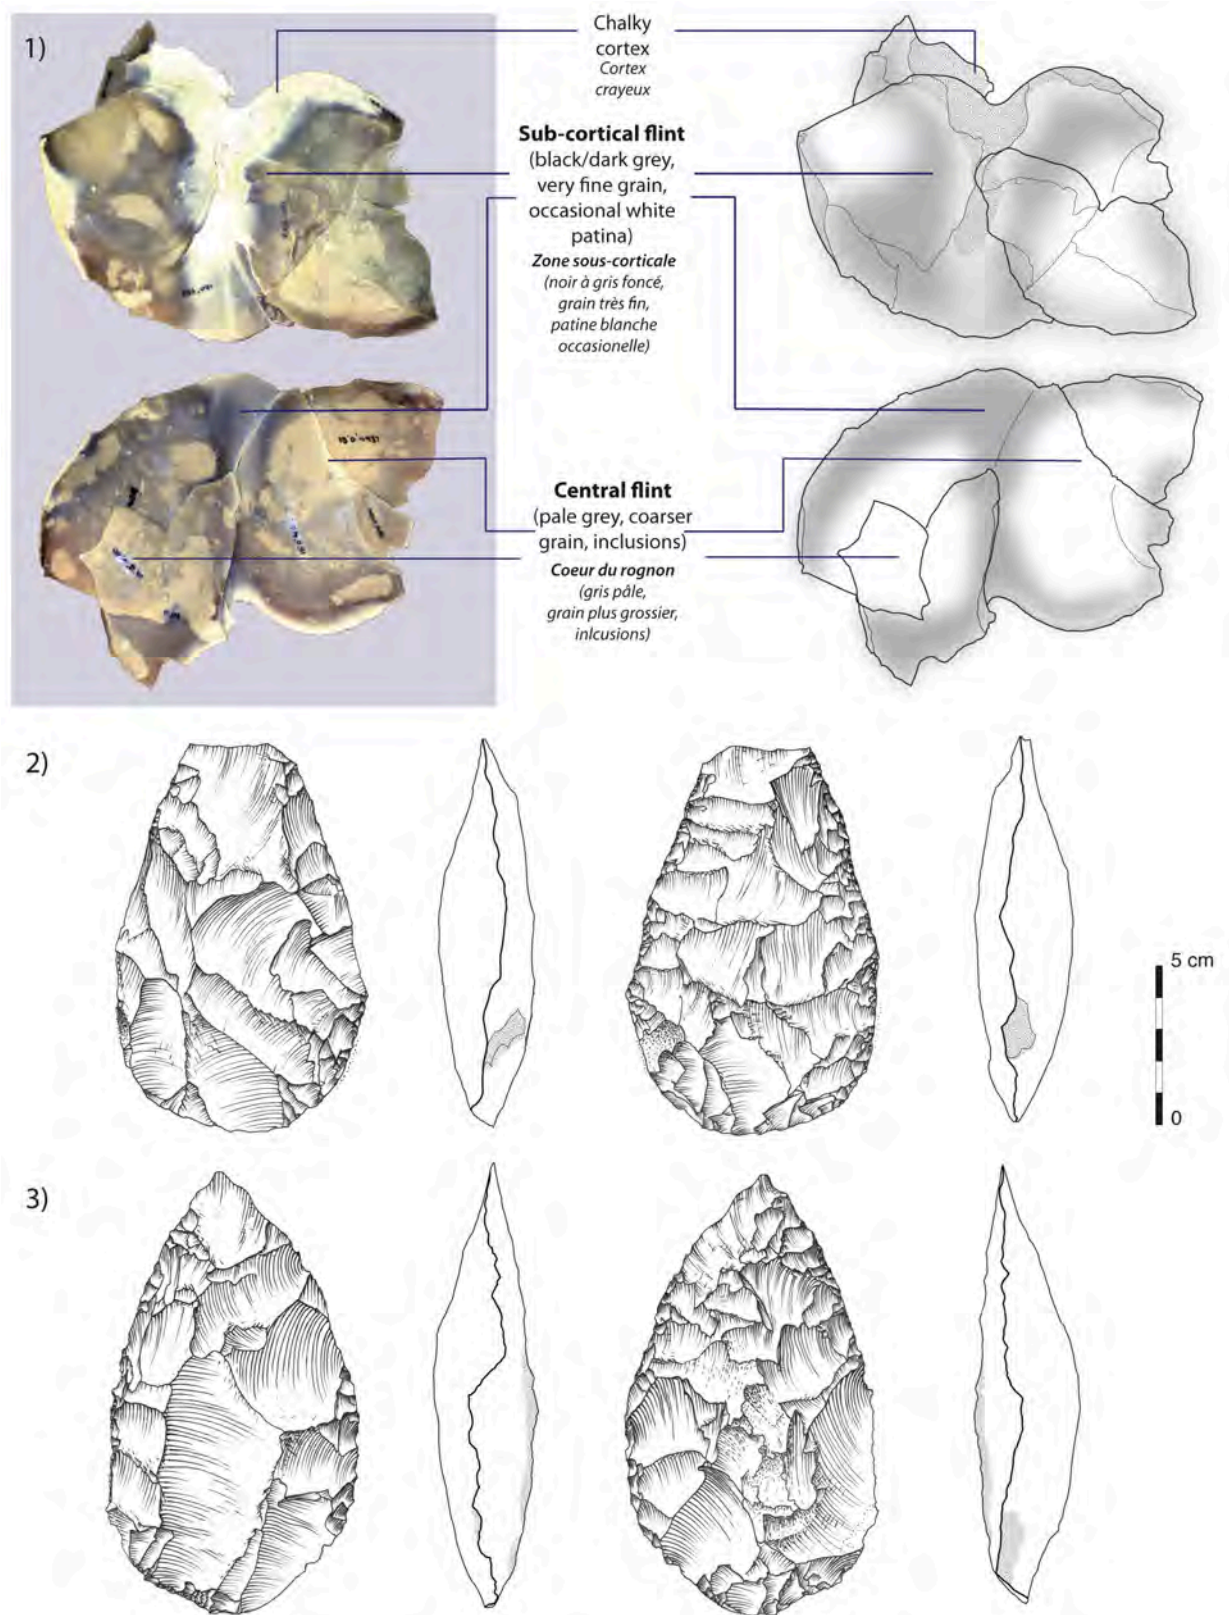 1)
Chalky
cortex
Cortex
crayeux
Sub-cortical flint
(black/dark grey,
very fine grain,
occasional white
patina)
Zone sous-corticale
(noir à gris foncé,
grain très fin,
patine blanche
occasionelle)
Central flint
(pale grey, coarser
grain, inclusions)
Coeur du rognon
(gris pâle,
grain plus grossier,
inlcusions)
2)
5 cm
0
3)